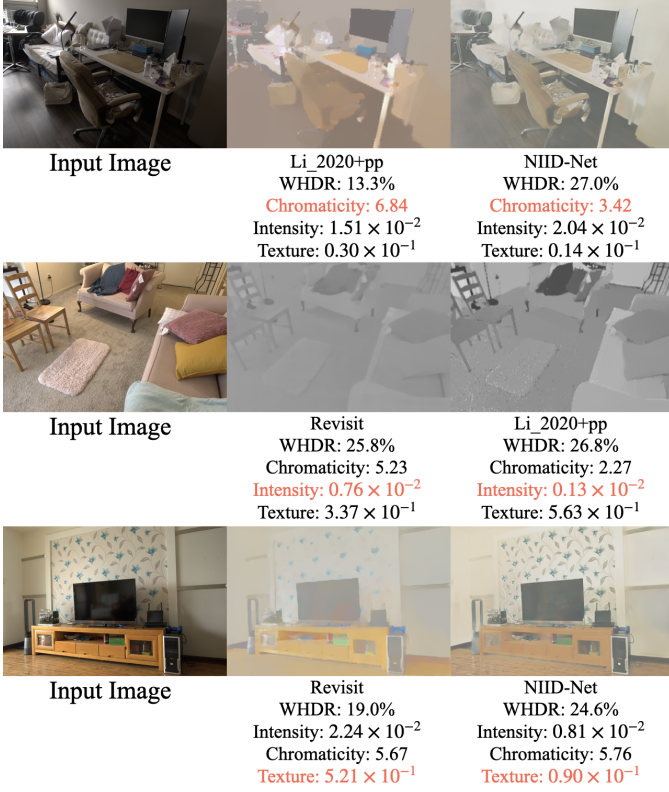 Input Image
Li_2020+pp
WHDR: 13.3%
Chromaticity: 6.84
Intensity: 1.51 × 10⁻²
Texture: 0.30 × 10⁻¹
NIID-Net
WHDR: 27.0%
Chromaticity: 3.42
Intensity: 2.04 × 10⁻²
Texture: 0.14 × 10⁻¹
Input Image
Revisit
WHDR: 25.8%
Chromaticity: 5.23
Intensity: 0.76 × 10⁻²
Texture: 3.37 × 10⁻¹
Li_2020+pp
WHDR: 26.8%
Chromaticity: 2.27
Intensity: 0.13 × 10⁻²
Texture: 5.63 × 10⁻¹
Input Image
Revisit
WHDR: 19.0%
Intensity: 2.24 × 10⁻²
Chromaticity: 5.67
Texture: 5.21 × 10⁻¹
NIID-Net
WHDR: 24.6%
Intensity: 0.81 × 10⁻²
Chromaticity: 5.76
Texture: 0.90 × 10⁻¹